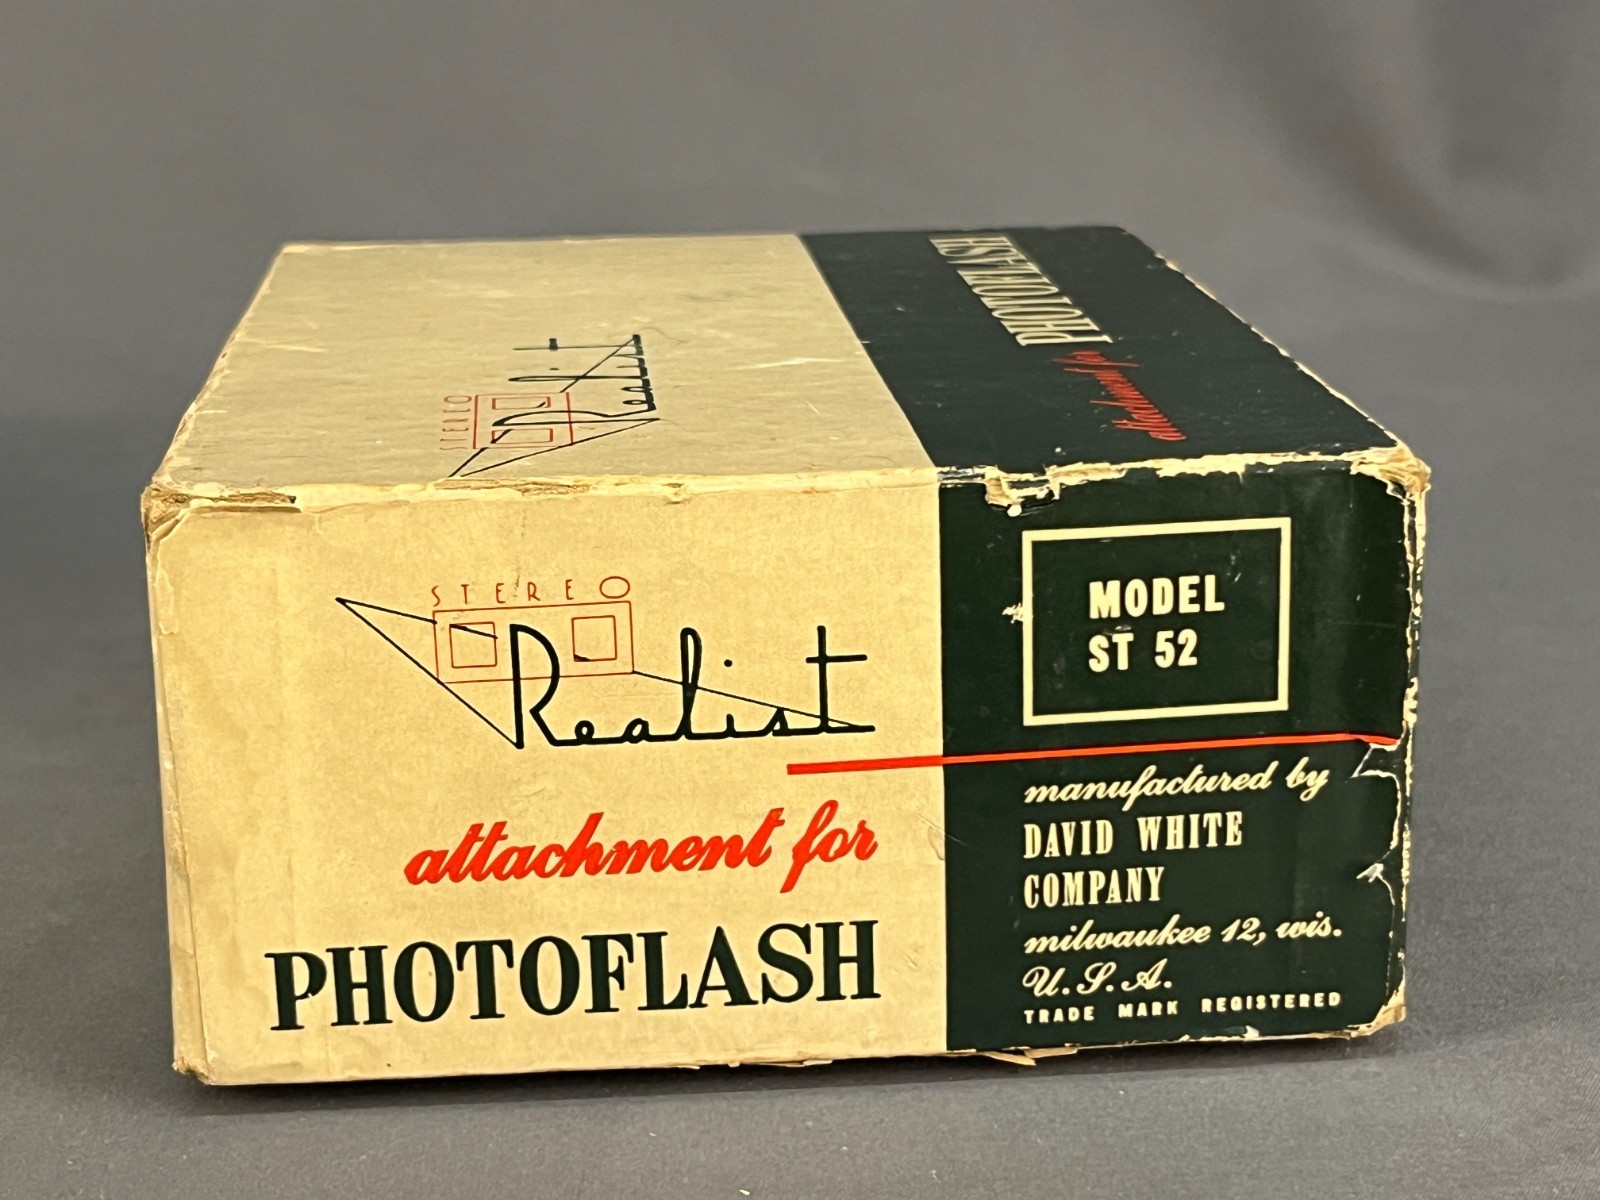 STEREO
Realist
attachment for
PHOTOFLASH
STEREO
Realist
attachment for
PHOTOFLASH
MODEL
ST 52
manufactured by
DAVID WHITE
COMPANY
milwaukee 12, wis.
U.S.A.
TRADE MARK REGISTERED